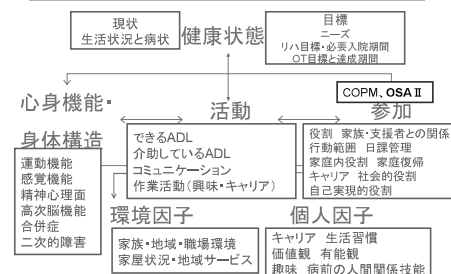 現状
生活状況と病状
健康状態
目標
ニーズ
リハ目標・必要入院期間
OT目標と達成期間
COPM、OSAⅡ
心身機能・
身体構造
活動
参加
運動機能
感覚機能
精神心理面
高次脳機能
合併症
二次的障害
できるADL
介助しているADL
コミュニケーション
作業活動(興味・キャリア)
役割 家族・支援者との関係
行動範囲 日課管理
家庭内役割 家庭復帰
キャリア 社会的役割
自己実現的役割
環境因子
個人因子
家族・地域・職場環境
家屋状況・地域サービス
キャリア 生活習慣
価値観 有能観
趣味 病前の人間関係技能